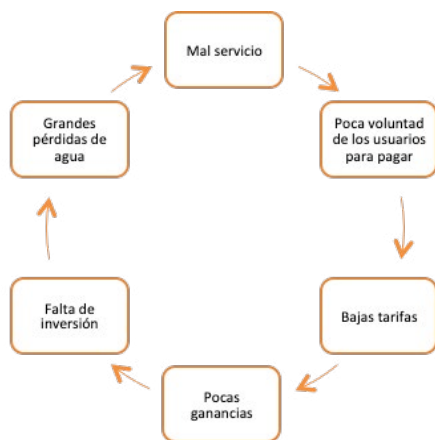 Mal servicio
Poca voluntad
de los usuarios
para pagar
Bajas tarifas
Pocas
ganancias
Falta de
inversión
Grandes
pérdidas de
agua